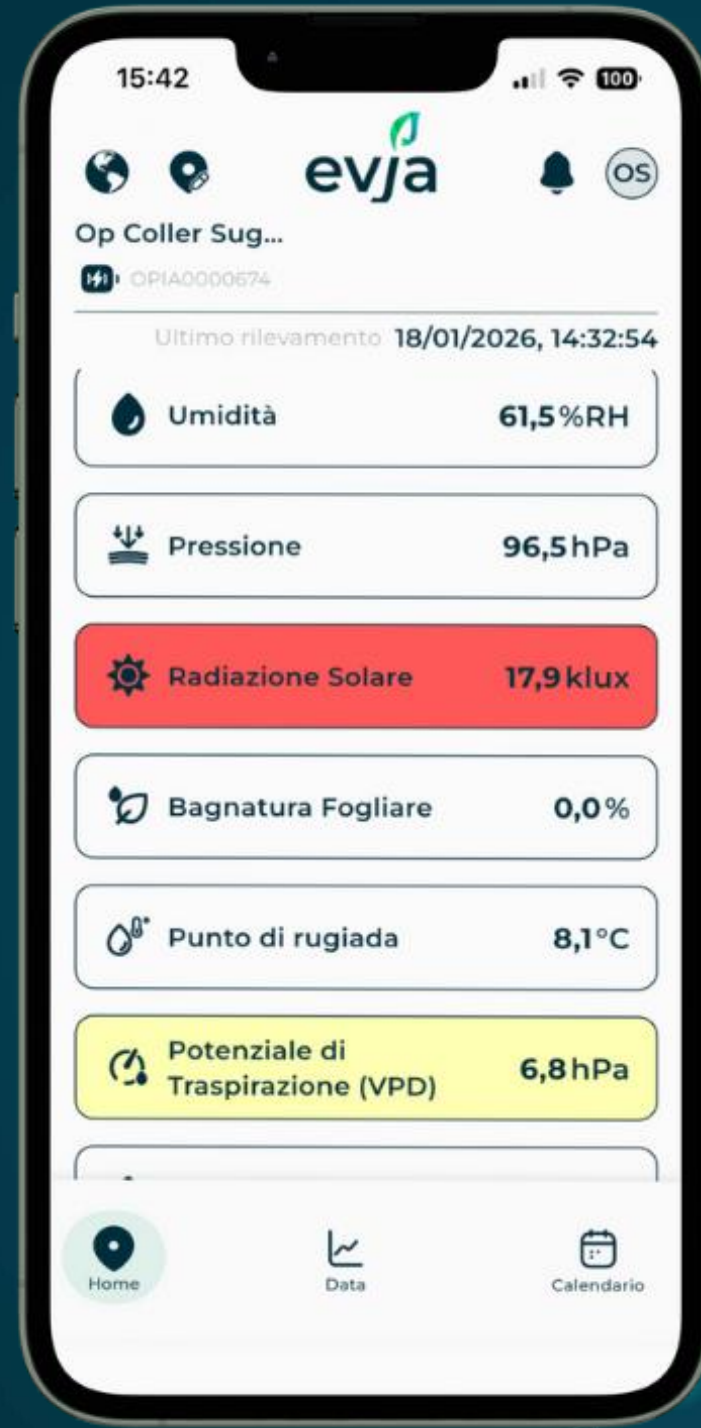 15:42
100
evja
OS
Op Coller Sug...
OPIA0000674
Ultimo rilevamento 18/01/2026, 14:32:54
Umidità 61,5%RH
Pressione 96,5hPa
Radiazione Solare 17,9klux
Bagnatura Fogliare 0,0%
Punto di rugiada 8,1°C
Potenziale di
Traspirazione (VPD) 6,8hPa
Home Data Calendario